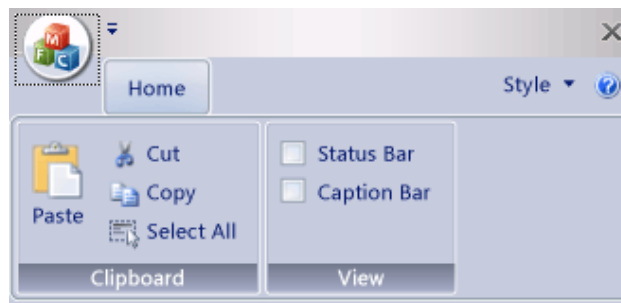 M
F C
Home
Style
Paste
Cut
Copy
Select All
Clipboard
Status Bar
Caption Bar
View